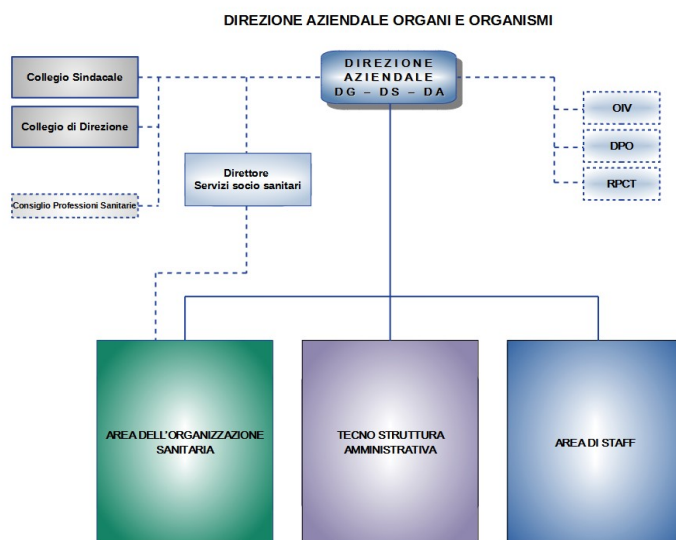 DIREZIONE AZIENDALE ORGANI E ORGANISMI
DIREZIONE
AZIENDALE
DG – DS – DA
Collegio Sindacale
Collegio di Direzione
Consiglio Professioni Sanitarie
Direttore
Servizi socio sanitari
OIV
DPO
RPCT
AREA DELL'ORGANIZZAZIONE
SANITARIA
TECNO STRUTTURA
AMMINISTRATIVA
AREA DI STAFF